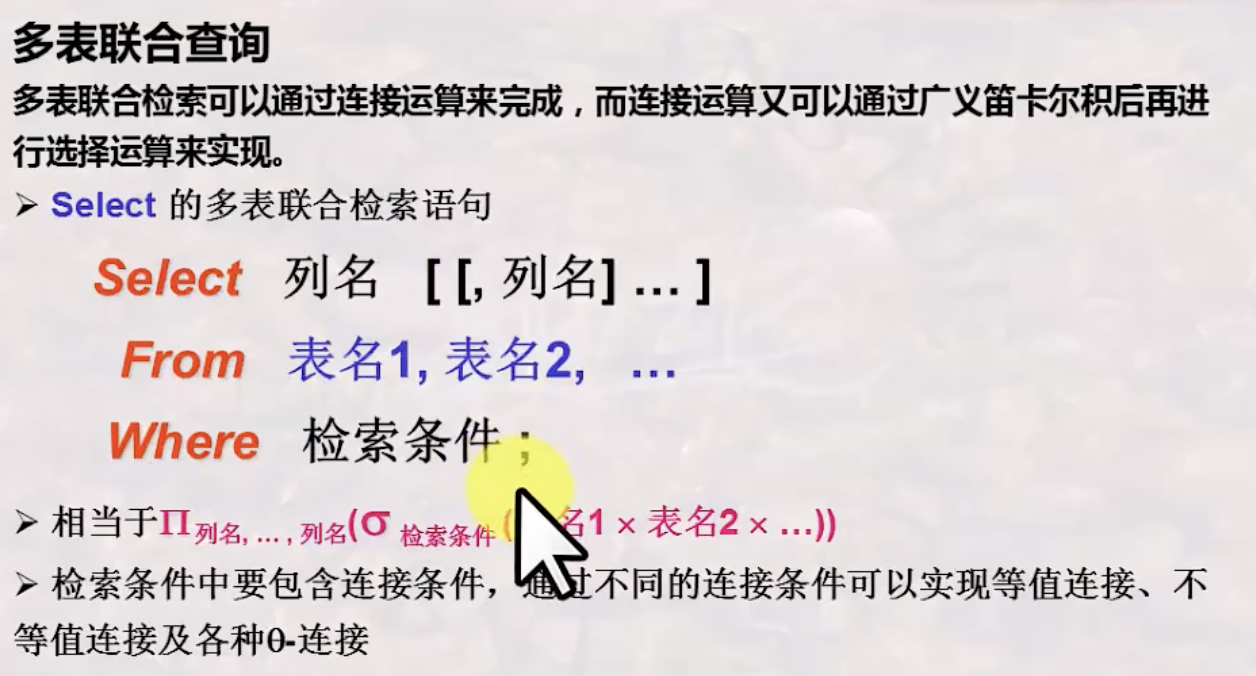 多表联合查询
多表联合检索可以通过连接运算来完成，而连接运算又可以通过广义笛卡尔积后再进
行选择运算来实现。
➢ Select 的多表联合检索语句
Select 列名 [ [, 列名] … ]
From 表名1, 表名2, …
Where 检索条件 ;
➢ 相当于Π 列名, … , 列名(σ 检索条件 ( 名1 × 表名2 × …))
➢ 检索条件中要包含连接条件，通过不同的连接条件可以实现等值连接、不
等值连接及各种θ-连接